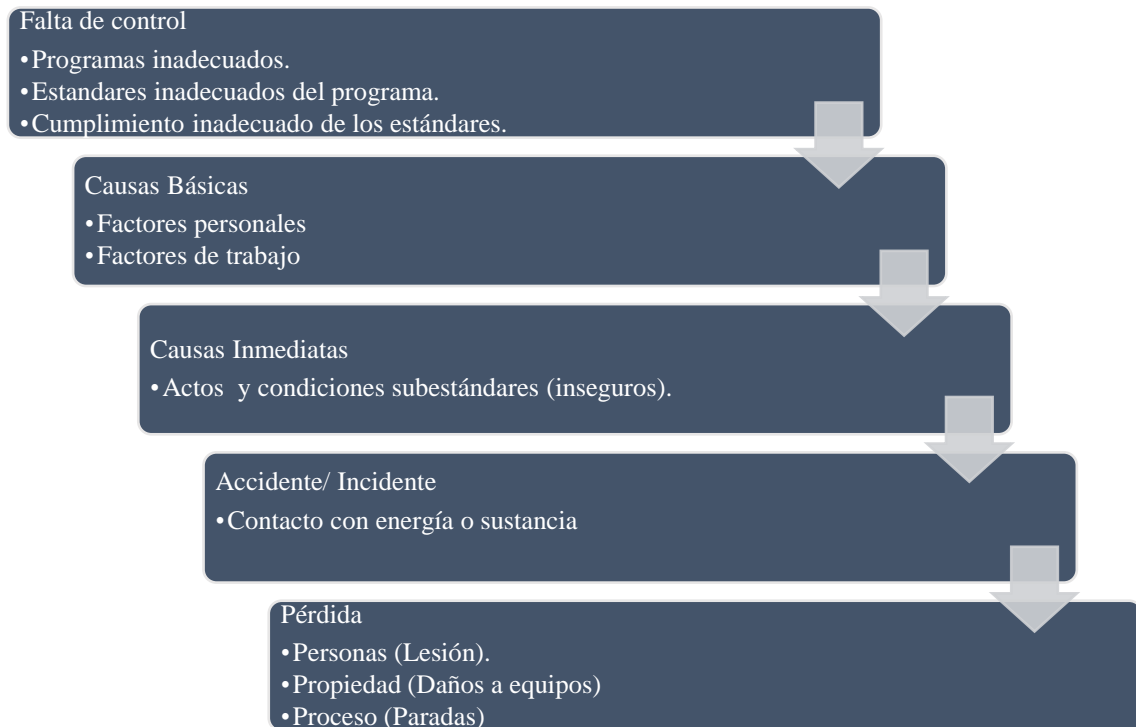 Falta de control
•Programas inadecuados.
•Estandares inadecuados del programa.
•Cumplimiento inadecuado de los estándares.
Causas Básicas
•Factores personales
•Factores de trabajo
Causas Inmediatas
•Actos y condiciones subestándares (inseguros).
Accidente/ Incidente
•Contacto con energía o sustancia
Pérdida
•Personas (Lesión).
•Propiedad (Daños a equipos)
•Proceso (Paradas)